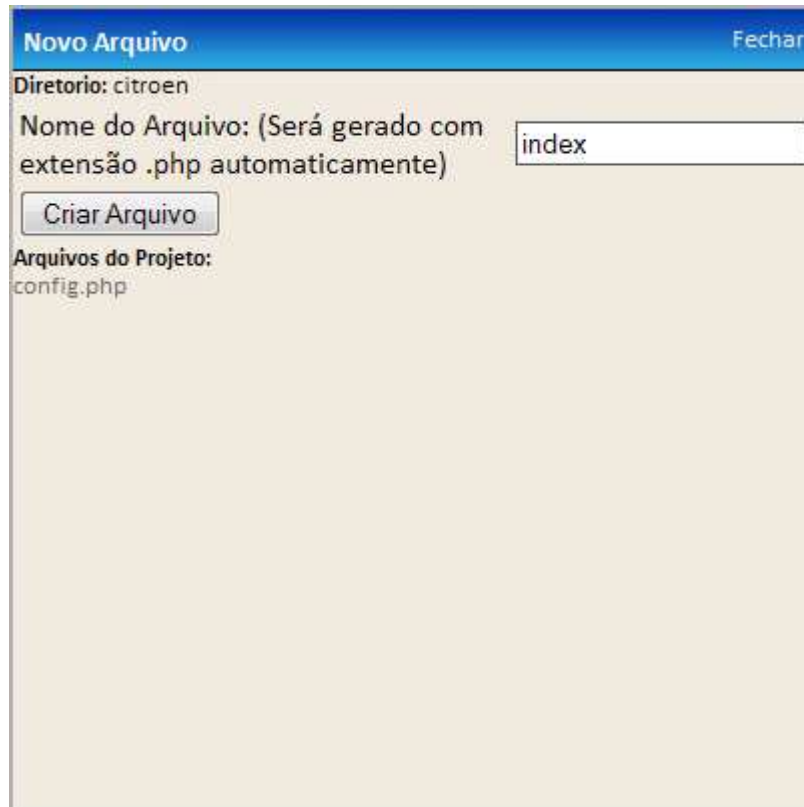 Novo Arquivo Fechar
Diretorio: citroen
Nome do Arquivo: (Será gerado com
extensão .php automaticamente)
index
Criar Arquivo
Arquivos do Projeto:
config.php